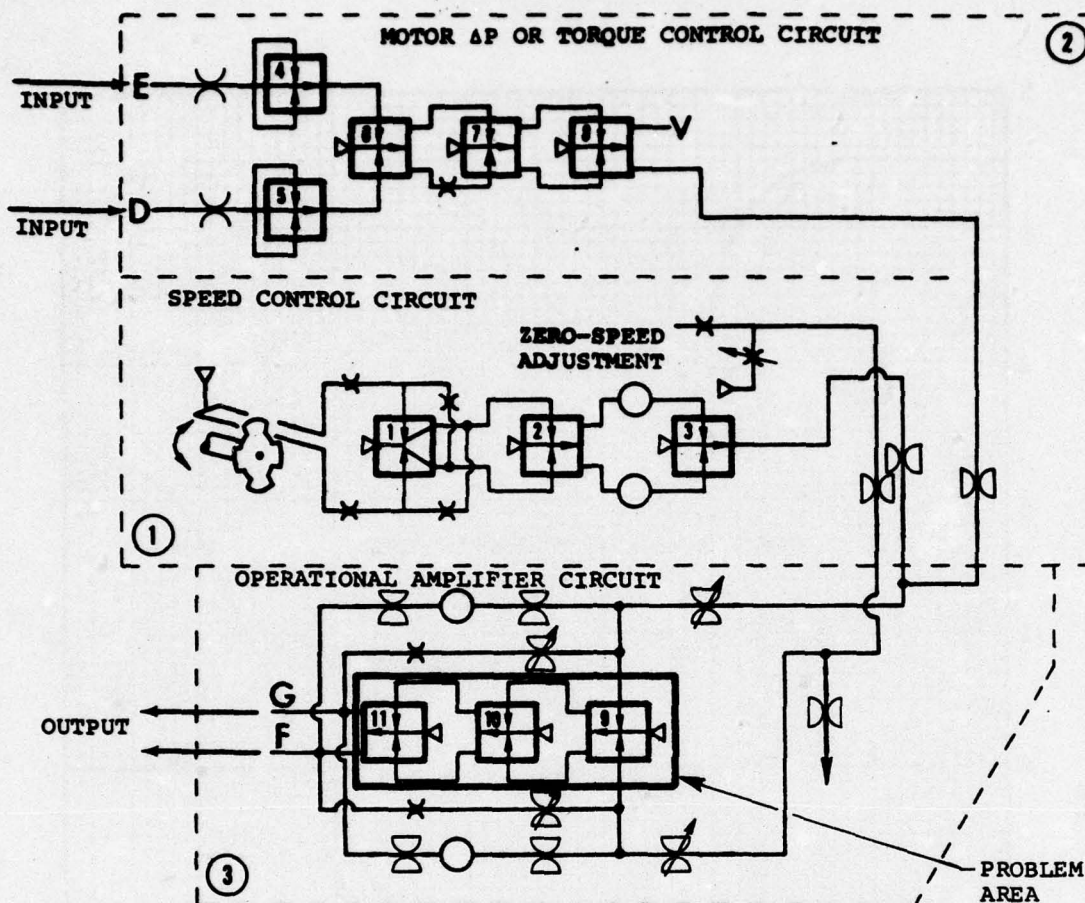 MOTOR ΔP OR TORQUE CONTROL CIRCUIT
2
INPUT
E
4
6
7
8
V
INPUT
D
5
SPEED CONTROL CIRCUIT
ZERO-SPEED
ADJUSTMENT
1
2
3
1
OPERATIONAL AMPLIFIER CIRCUIT
OUTPUT
G
F
11
10
9
3
PROBLEM
AREA